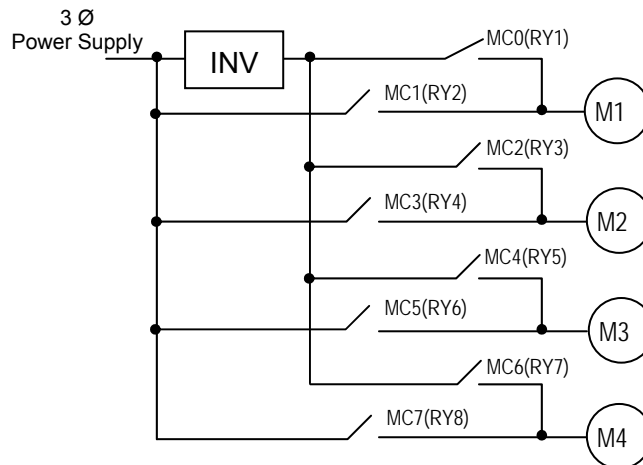 3 Ø
Power Supply
INV
MC0(RY1)
MC1(RY2)
M1
MC2(RY3)
MC3(RY4)
M2
MC4(RY5)
MC5(RY6)
M3
MC6(RY7)
MC7(RY8)
M4